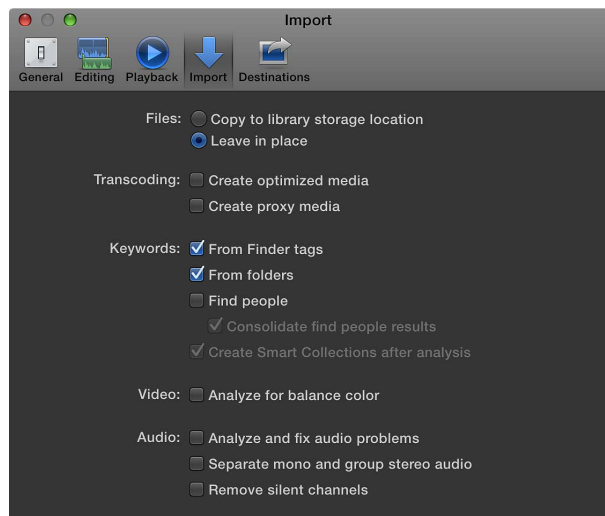 Import
General Editing Playback Import Destinations
Files: Copy to library storage location
Leave in place
Transcoding: Create optimized media
Create proxy media
Keywords: From Finder tags
From folders
Find people
Consolidate find people results
Create Smart Collections after analysis
Video: Analyze for balance color
Audio: Analyze and fix audio problems
Separate mono and group stereo audio
Remove silent channels